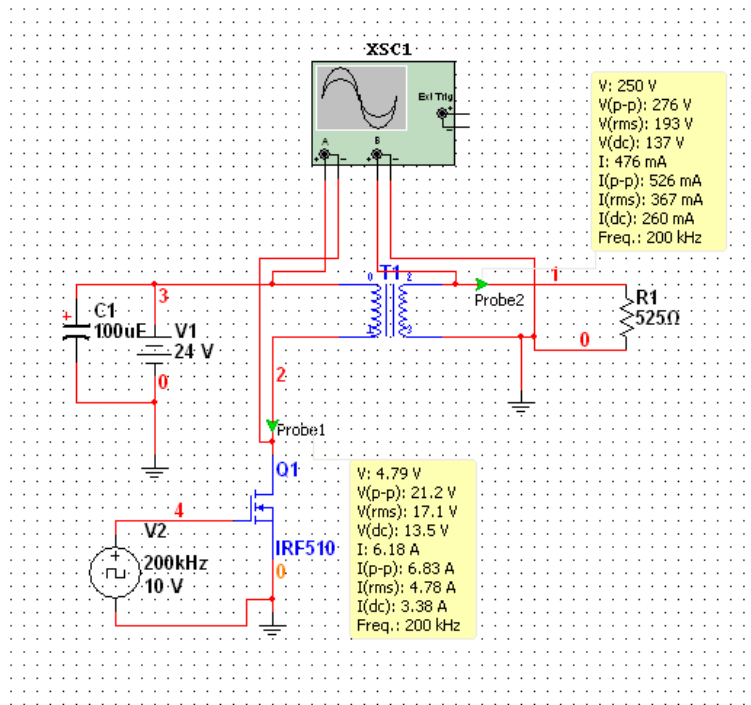 XSC1
Ext Trig
+
-
A
B
+
-
+
-
V: 250 V
V(p-p): 276 V
V(rms): 193 V
V(dc): 137 V
I: 476 mA
I(p-p): 526 mA
I(rms): 367 mA
I(dc): 260 mA
Freq.: 200 kHz
T1
0
2
1
Probe2
3
C1
100uF
+
V1
24 V
0
R1
525Ω
0
2
Probe1
Q1
V: 4.79 V
V(p-p): 21.2 V
V(rms): 17.1 V
V(dc): 13.5 V
I: 6.18 A
I(p-p): 6.83 A
I(rms): 4.78 A
I(dc): 3.38 A
Freq.: 200 kHz
4
V2
200kHz
10 V
+
IRF510
0